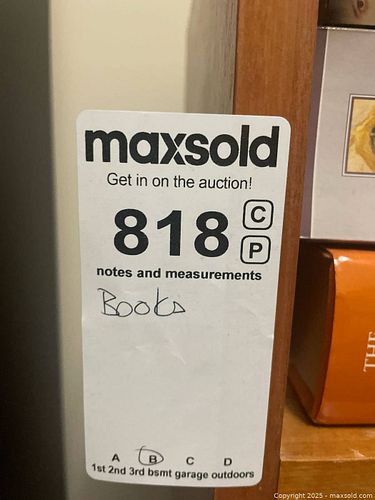 maxsold
Get in on the auction!
818 C
P
notes and measurements
Books
A B C D
1st 2nd 3rd bsmt garage outdoors
THE
© Copyright 2025 - maxsold.com